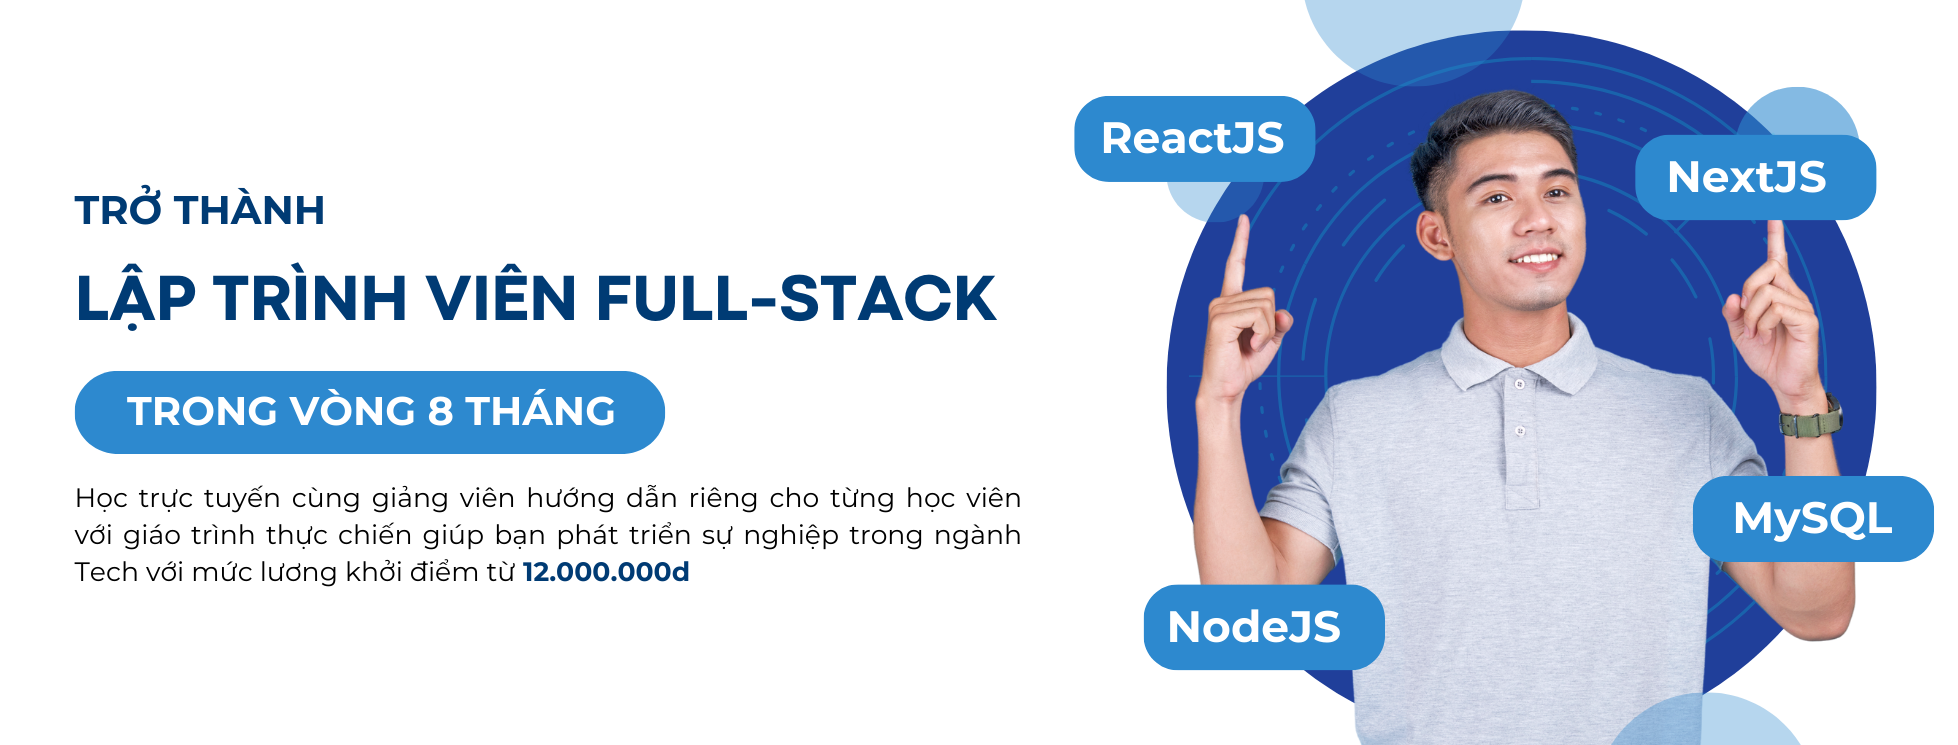 TRỞ THÀNH
LẬP TRÌNH VIÊN FULL-STACK
TRONG VÒNG 8 THÁNG
Học trực tuyến cùng giảng viên hướng dẫn riêng cho từng học viên
với giáo trình thực chiến giúp bạn phát triển sự nghiệp trong ngành
Tech với mức lương khởi điểm từ 12.000.000d
ReactJS
NextJS
MySQL
NodeJS